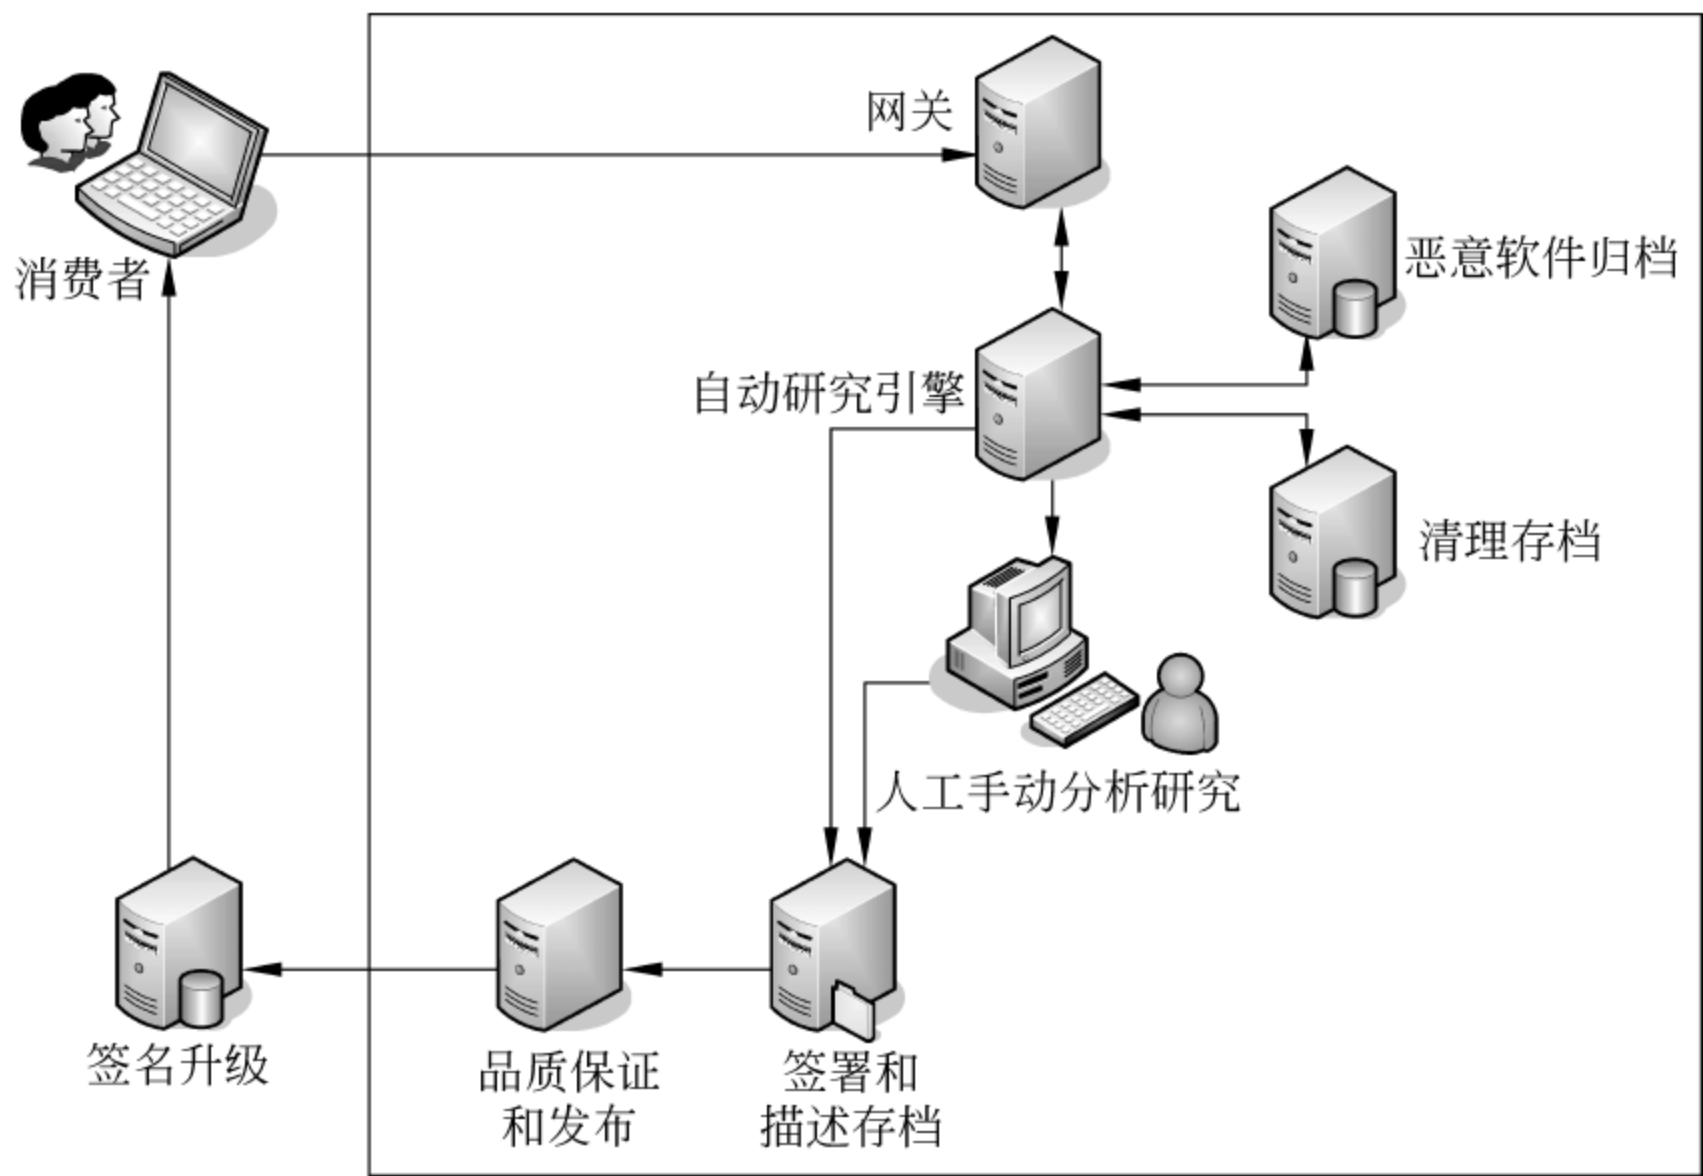 网关
消费者
恶意软件归档
自动研究引擎
清理存档
人工手动分析研究
签名升级
品质保证
和发布
签署和
描述存档